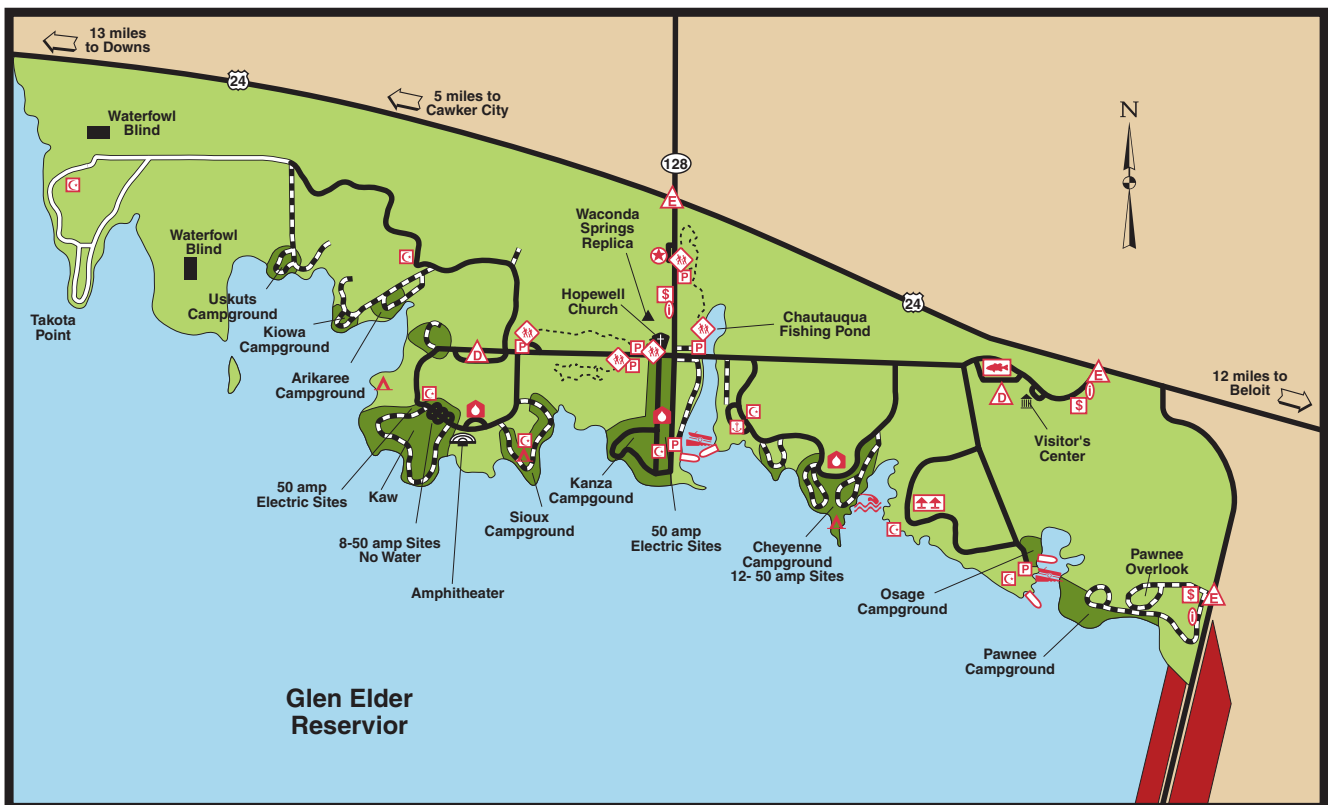 13 miles
to Downs
24
5 miles to
Cawker City
N
Waterfowl
Blind
128
E
Waconda
Springs
Replica
Waterfowl
Blind
P
$
i
Hopewell
Church
Uskuts
Campground
24
Takota
Point
Kiowa
Campground
Chautauqua
Fishing Pond
P
P
P
P
D
E
12 miles to
Beloit
Arikaree
Campground
i
$
D
Visitor's
Center
P
50 amp
Electric Sites
Kaw
Kanza
Campgound
Sioux
Campground
50 amp
Electric Sites
8-50 amp Sites
No Water
Cheyenne
Campground
12- 50 amp Sites
Amphitheater
Pawnee
Overlook
P
Osage
Campground
$
E
i
Pawnee
Campground
Glen Elder
Reservior